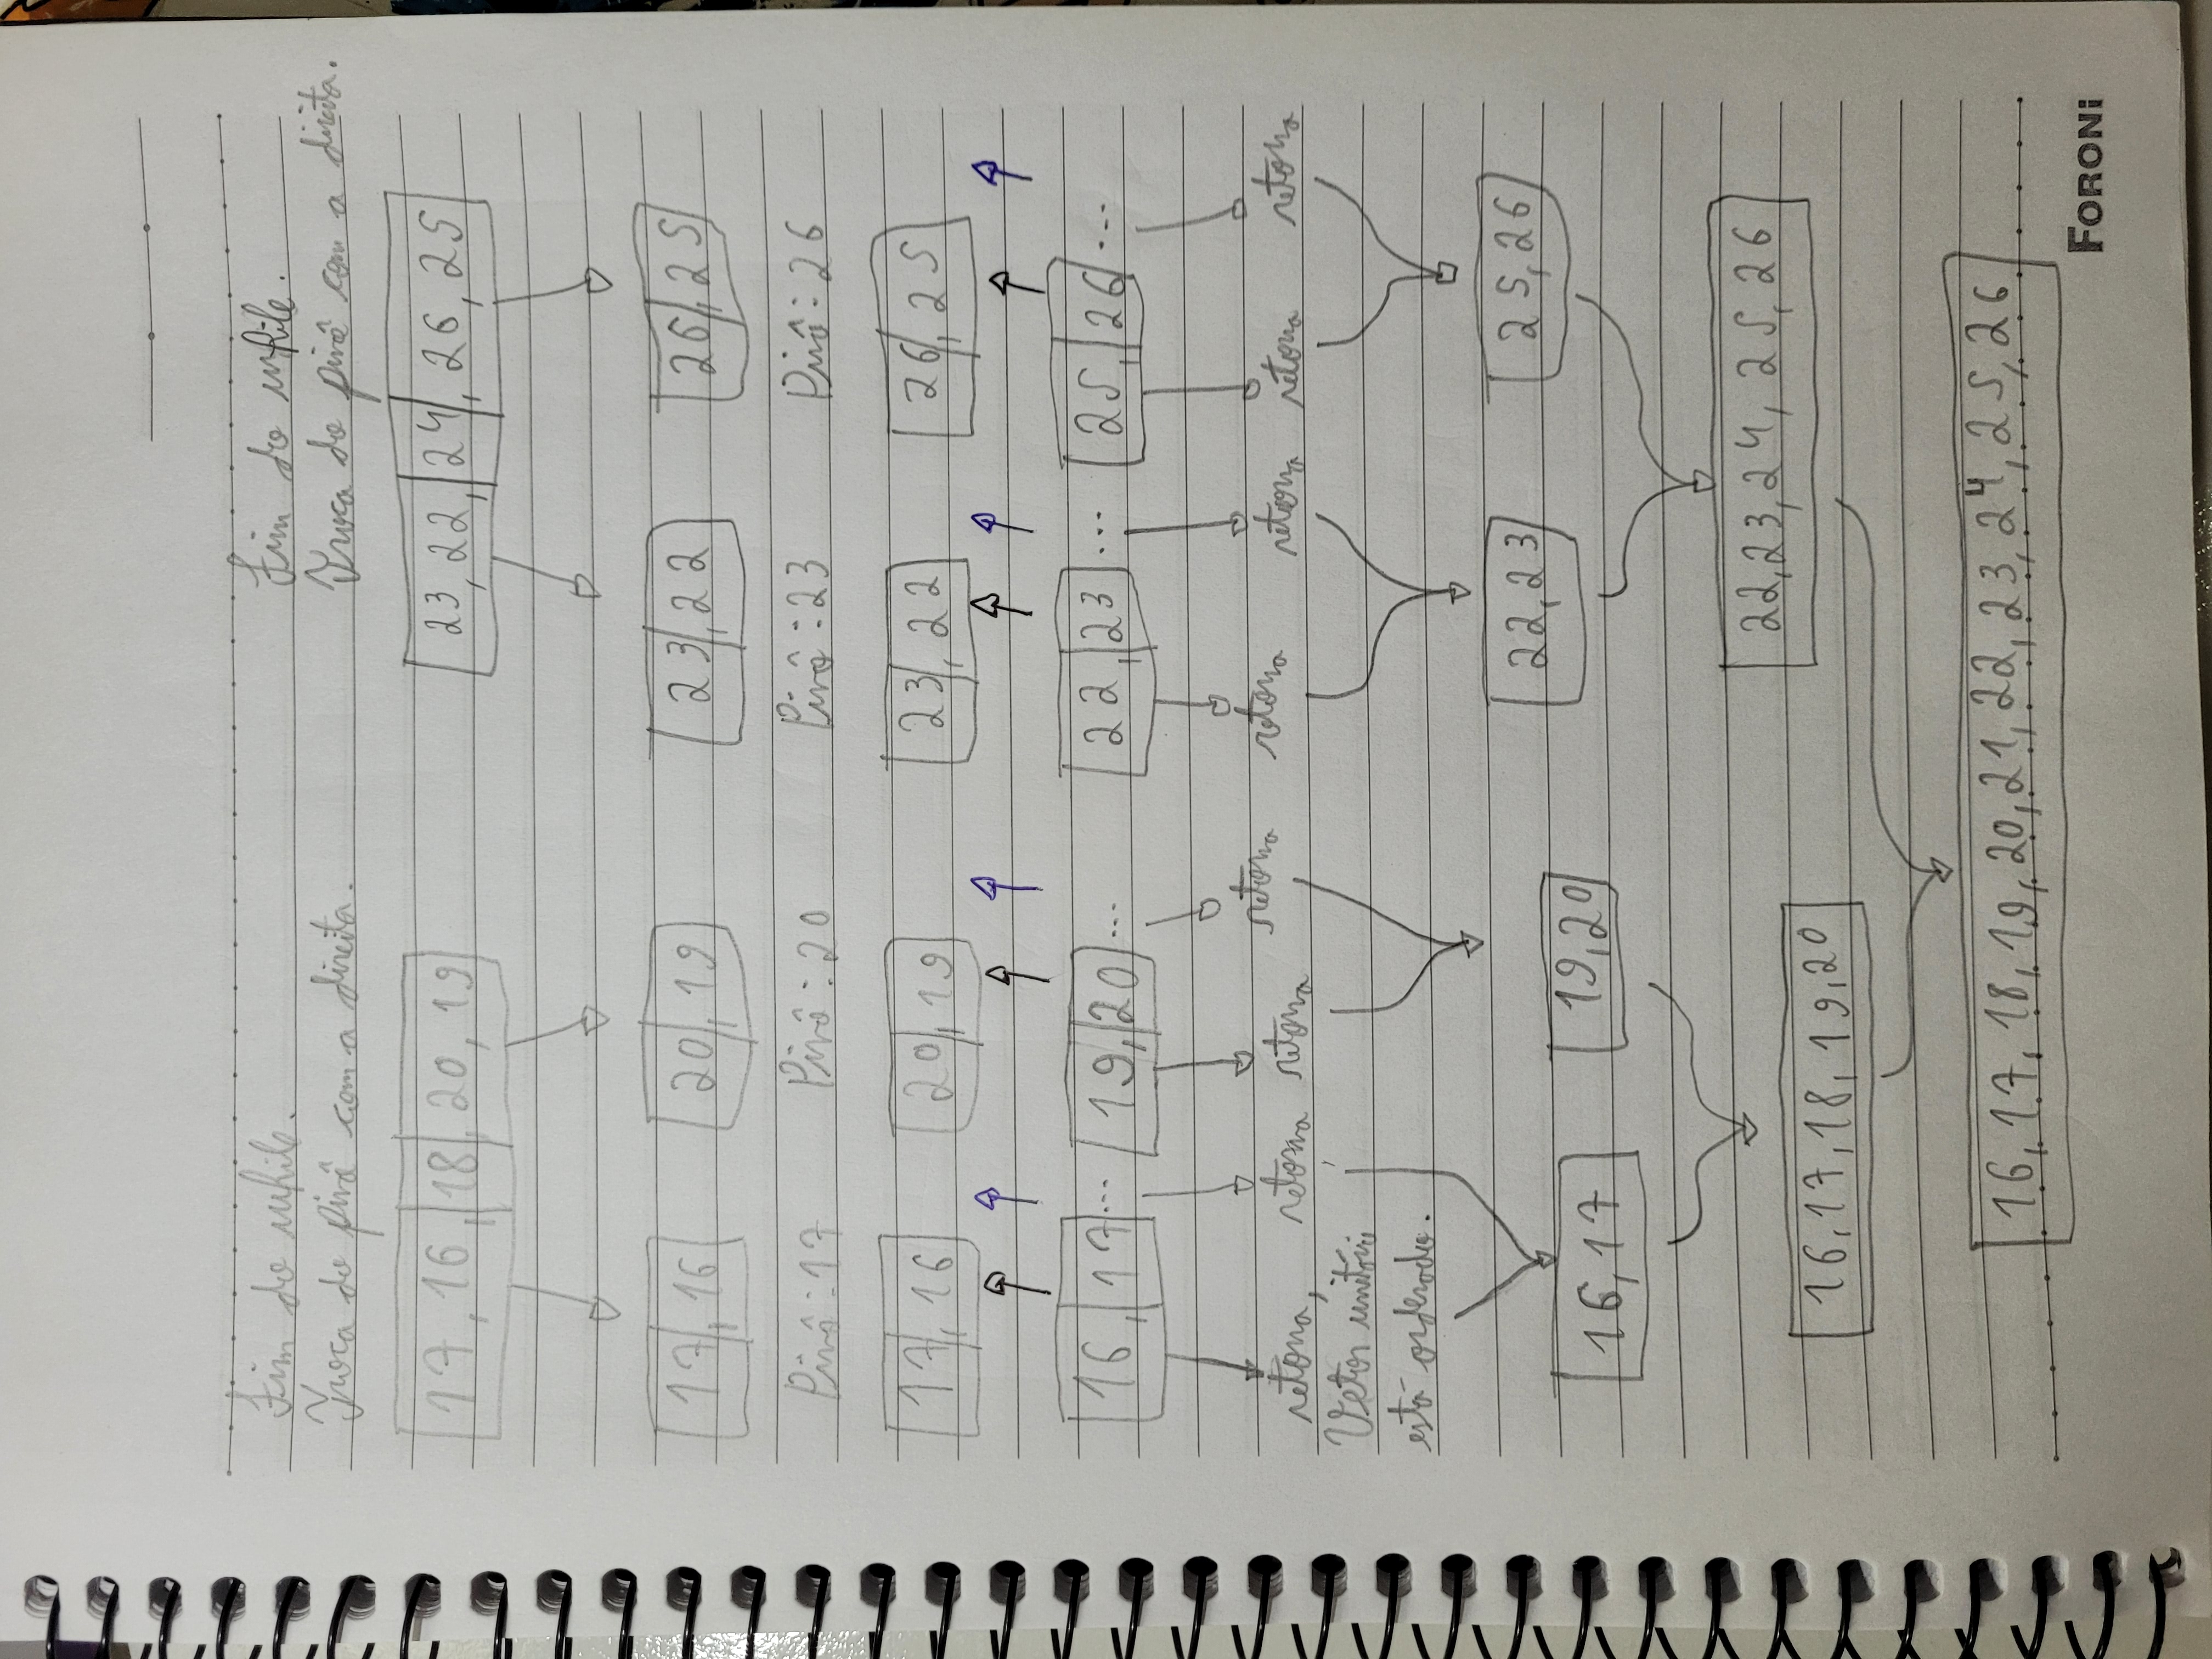 Fim do while. Fim do while.
Troca do pivô com a direita. Troca do pivô com a direita.
17, 16, 18, 20, 19 23, 22, 24, 26, 25
17, 16 20, 19 23, 22 26, 25
Pivô: 17 Pivô: 20 Pivô: 23 Pivô: 26
17, 16 20, 19 23, 22 26, 25
16, 17 ... 19, 20 ... 22, 23 ... 25, 26 ...
retorna, retorna retorna retorna retorna retorna retorna retorna
Vetor unitário
está ordenado.
22, 23 25, 26
16, 17 19, 20
22, 23, 24, 25, 26
16, 17, 18, 19, 20
16, 17, 18, 19, 20, 21, 22, 23, 24, 25, 26
FORONi